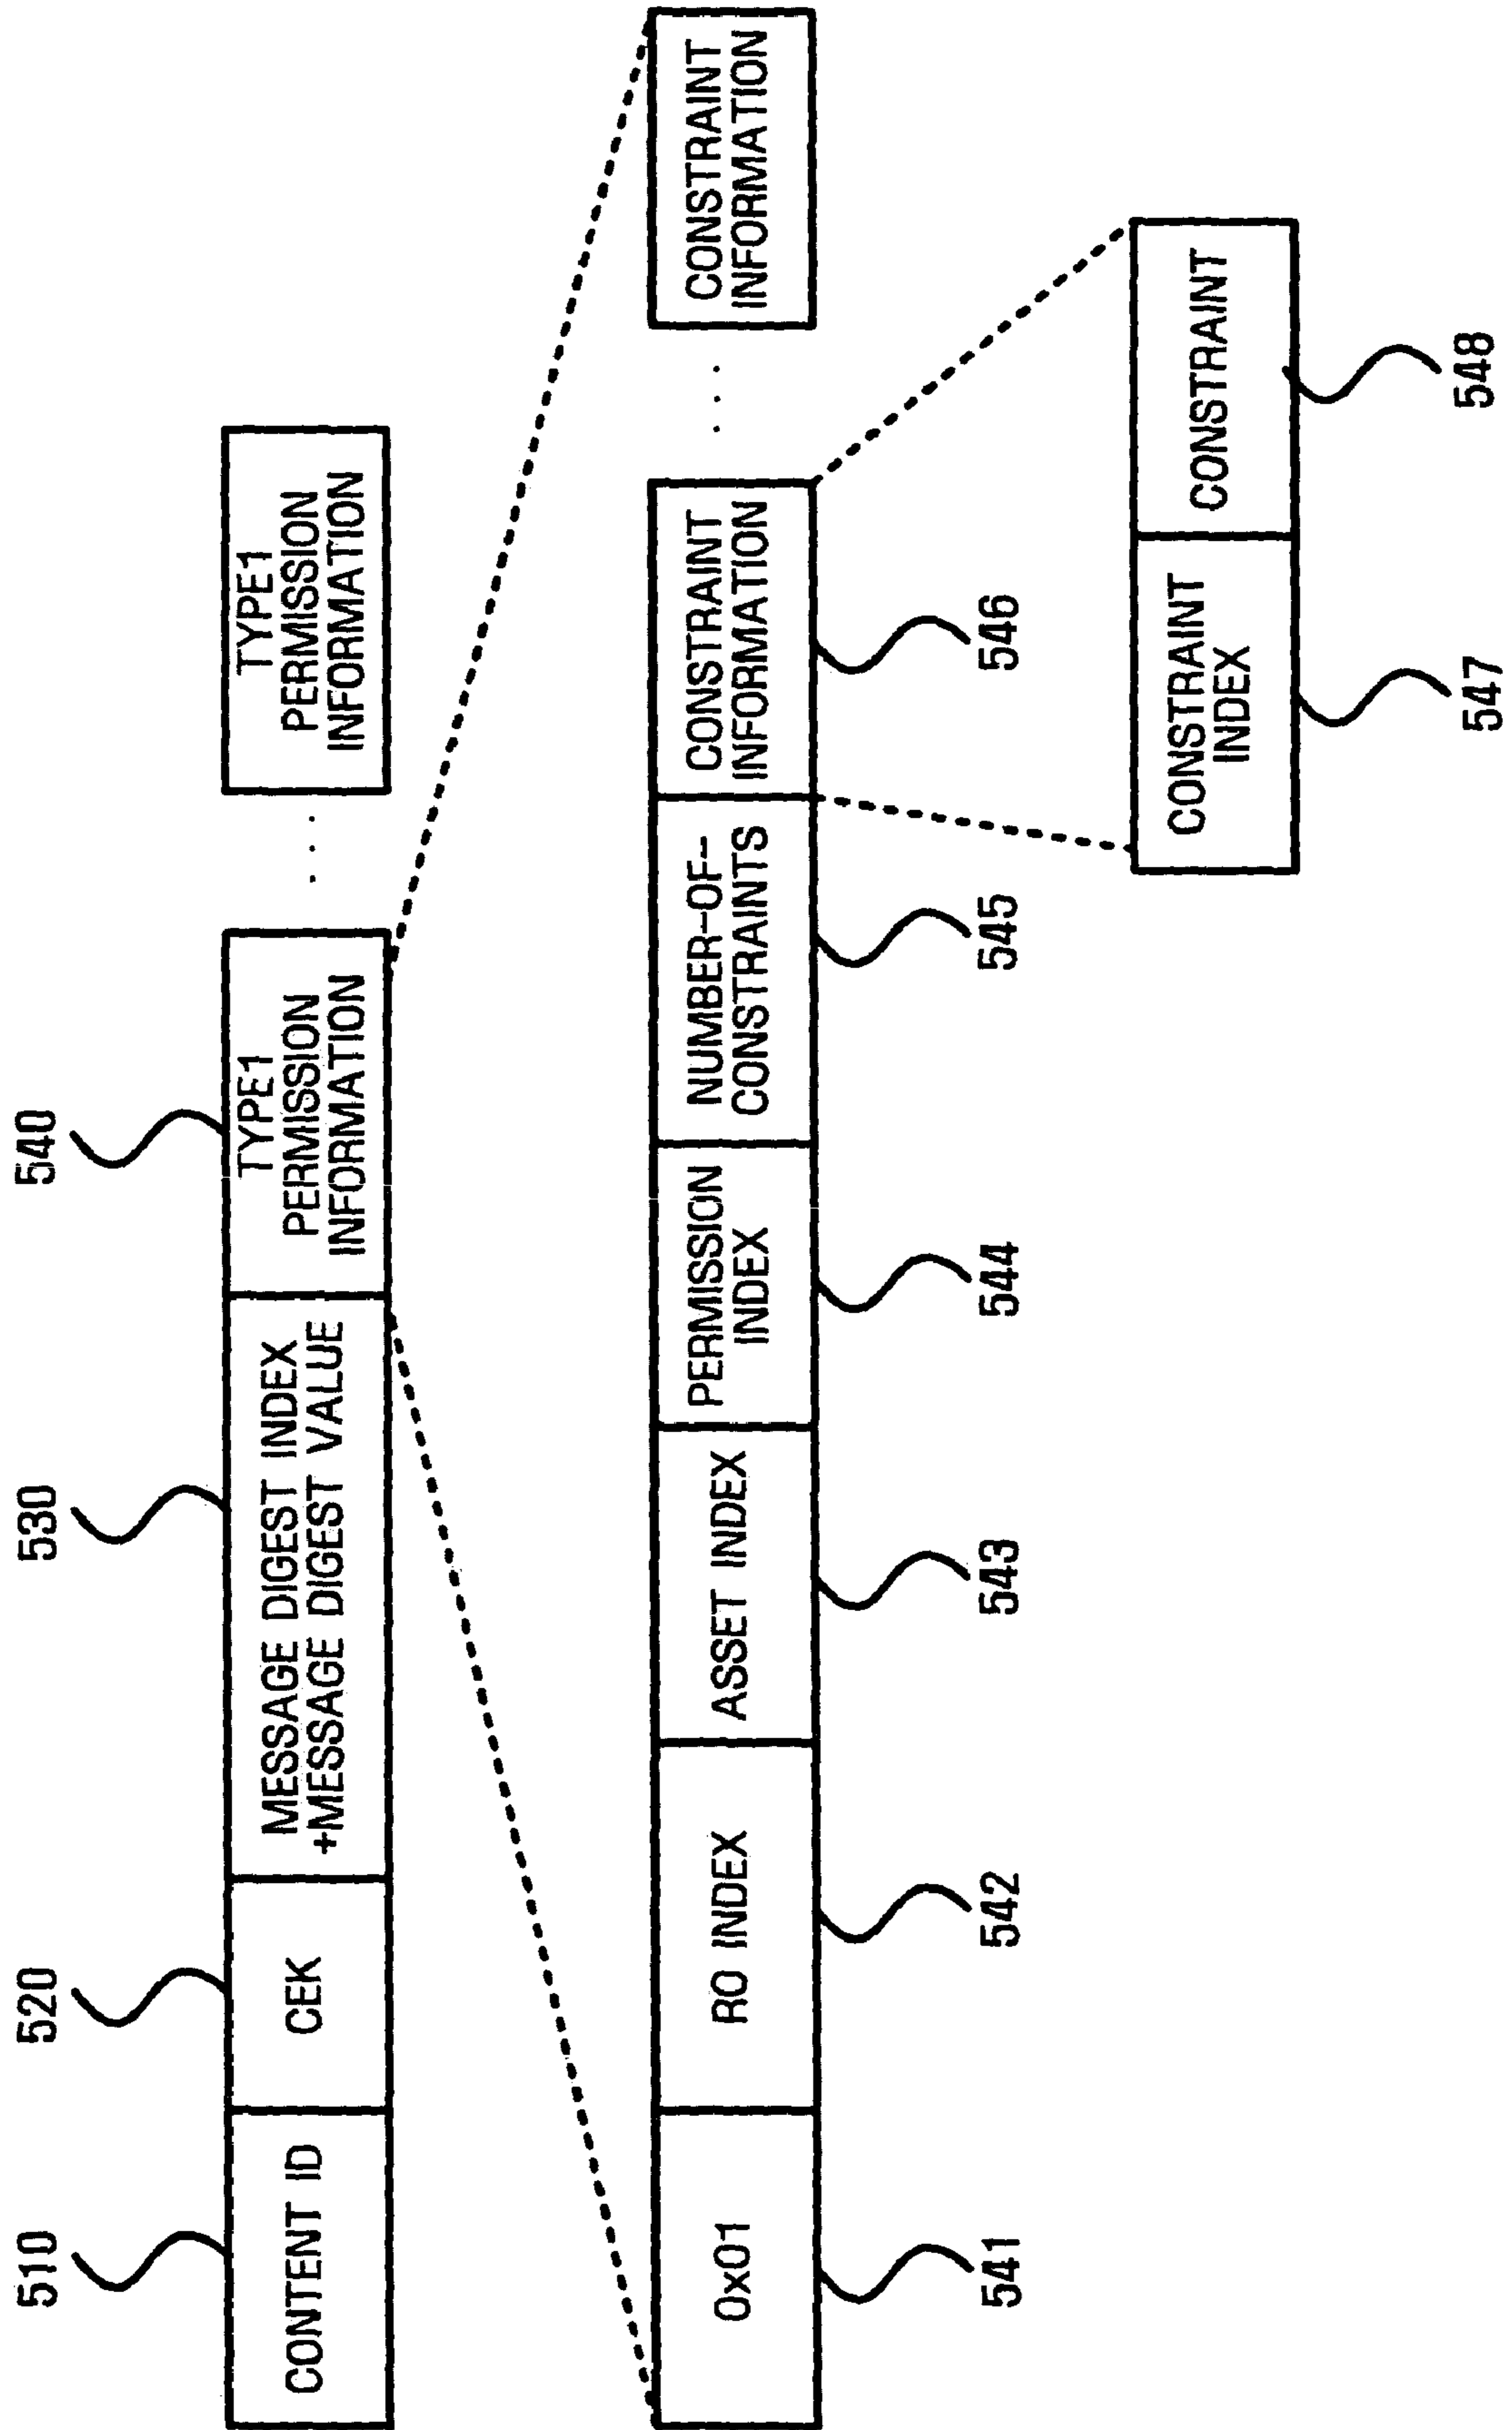 510
520
530
540
CONTENT ID
CEK
MESSAGE DIGEST INDEX
+MESSAGE DIGEST VALUE
TYPE1
PERMISSION
INFORMATION
...
TYPE1
PERMISSION
INFORMATION
0x01
RO INDEX
ASSET INDEX
PERMISSION
INDEX
NUMBER-OF-
CONSTRAINTS
CONSTRAINT
INFORMATION
...
CONSTRAINT
INFORMATION
541
542
543
544
545
546
CONSTRAINT
INDEX
CONSTRAINT
547
548